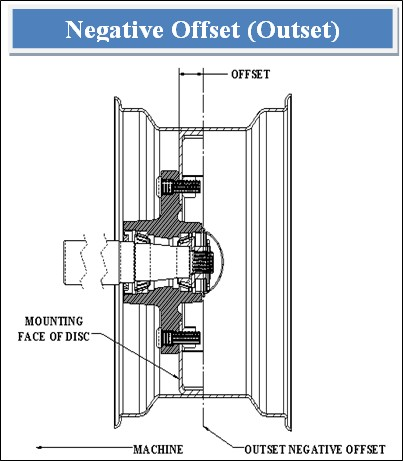 Negative Offset (Outset)
OFFSET
MOUNTING
FACE OF DISC
MACHINE
OUTSET NEGATIVE OFFSET